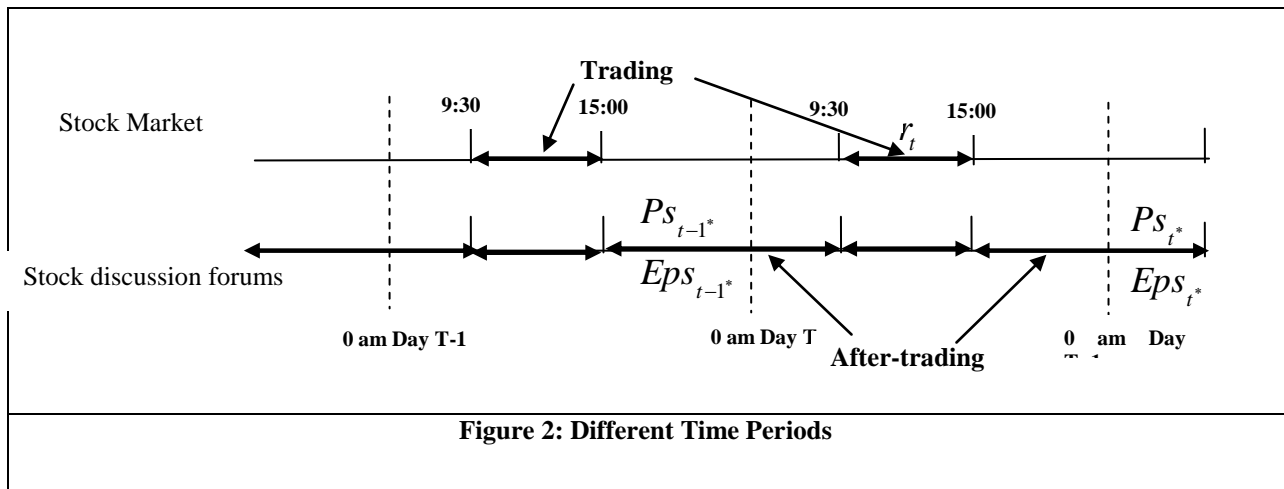 Trading
9:30 15:00 9:30 15:00
Stock Market
r_t
Ps_{t-1*} Ps_{t*}
Stock discussion forums
Eps_{t-1*} Eps_{t*}
0 am Day T-1 0 am Day T 0 am Day
After-trading
Figure 2: Different Time Periods